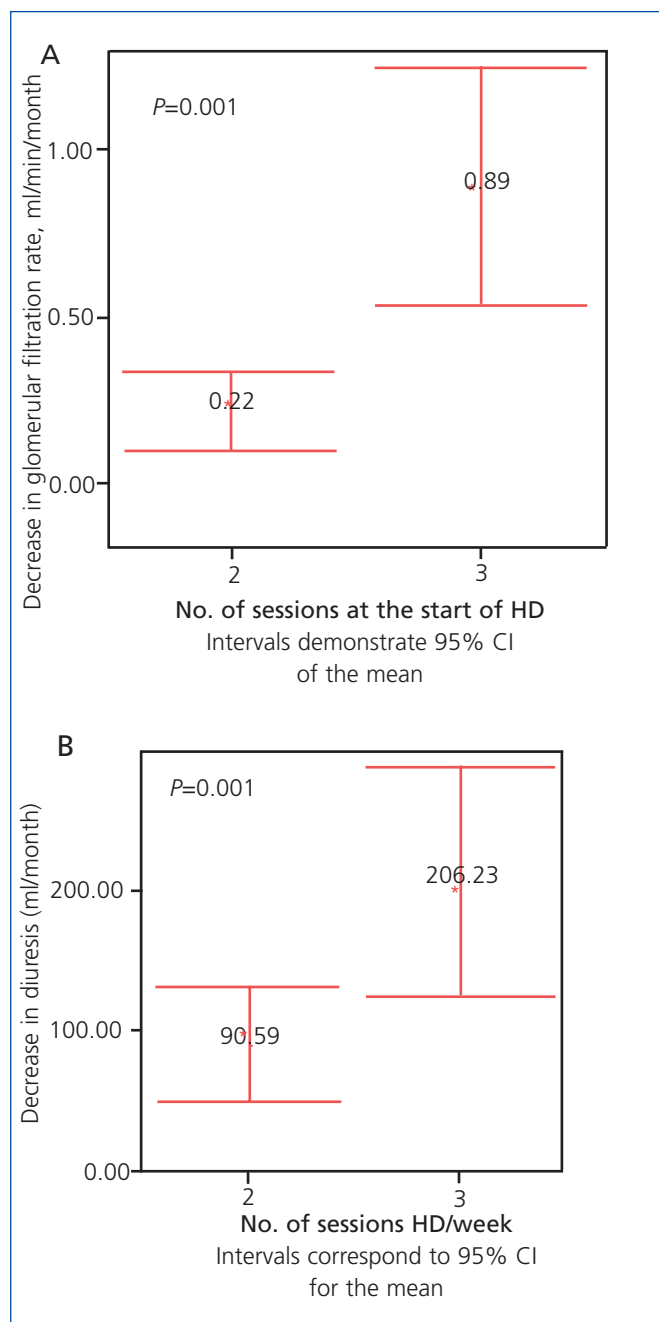 A
P=0.001
Decrease in glomerular filtration rate, ml/min/month
1.00
0.50
0.00
0.89
0.22
2
3
No. of sessions at the start of HD
Intervals demonstrate 95% CI
of the mean
B
P=0.001
Decrease in diuresis (ml/month)
200.00
100.00
0.00
206.23
90.59
2
3
No. of sessions HD/week
Intervals correspond to 95% CI
for the mean